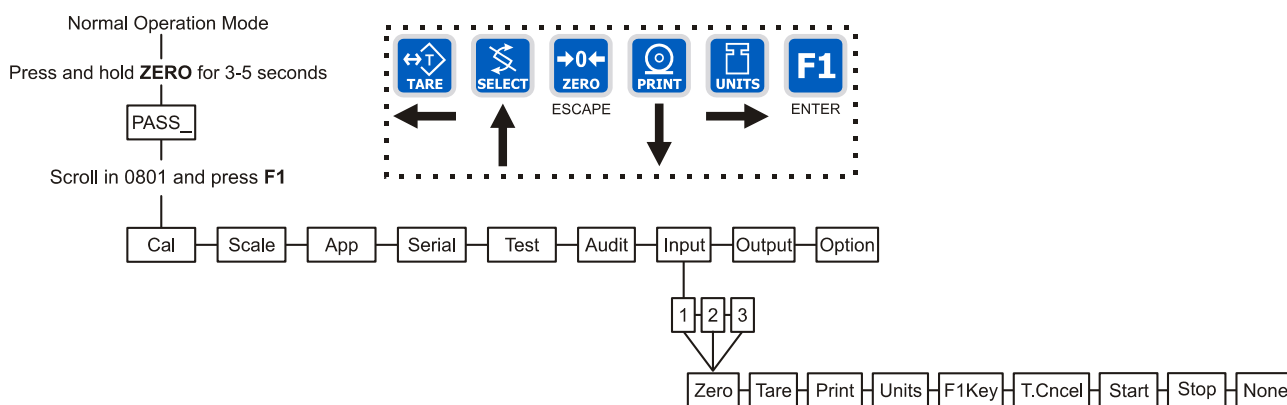 Normal Operation Mode
Press and hold ZERO for 3-5 seconds
PASS_
Scroll in 0801 and press F1
T
TARE
SELECT
→0←
ZERO
PRINT
UNITS
F1
ESCAPE
ENTER
Cal
Scale
App
Serial
Test
Audit
Input
Output
Option
1
2
3
Zero
Tare
Print
Units
F1Key
T.Cncel
Start
Stop
None